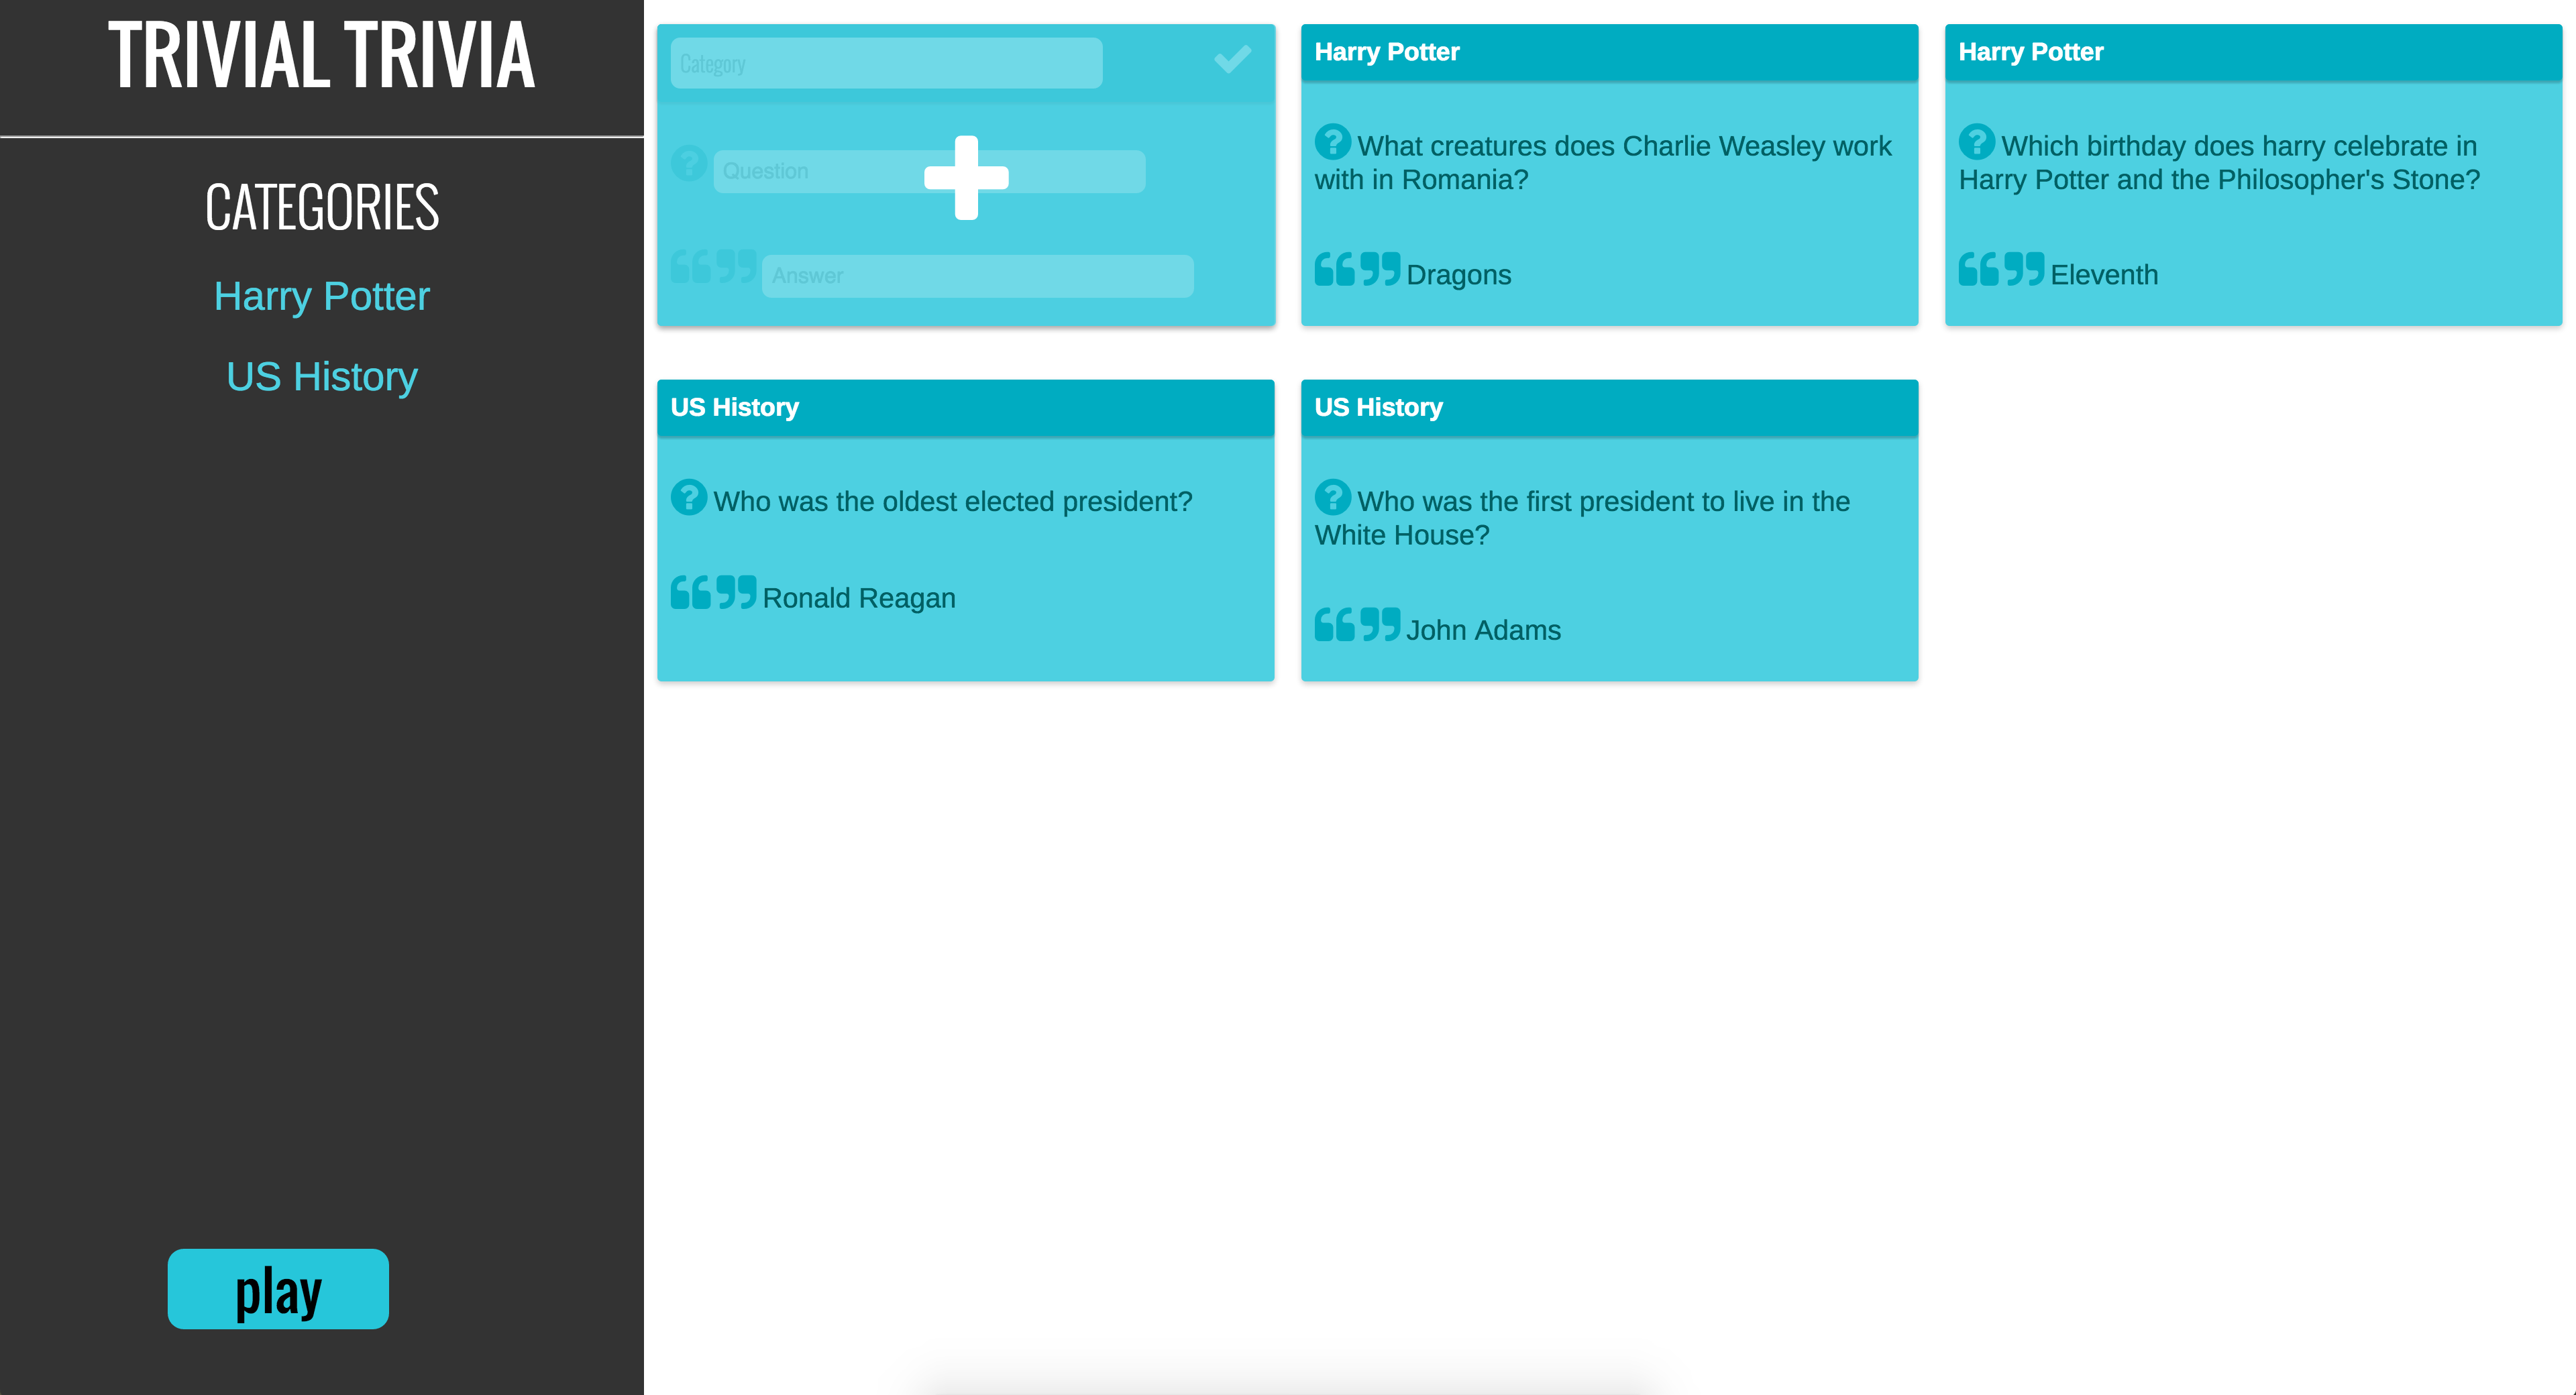 TRIVIAL TRIVIA
CATEGORIES
Harry Potter
US History
play
Category
Question
Answer
Harry Potter
What creatures does Charlie Weasley work
with in Romania?
Dragons
Harry Potter
Which birthday does harry celebrate in
Harry Potter and the Philosopher's Stone?
Eleventh
US History
Who was the oldest elected president?
Ronald Reagan
US History
Who was the first president to live in the
White House?
John Adams